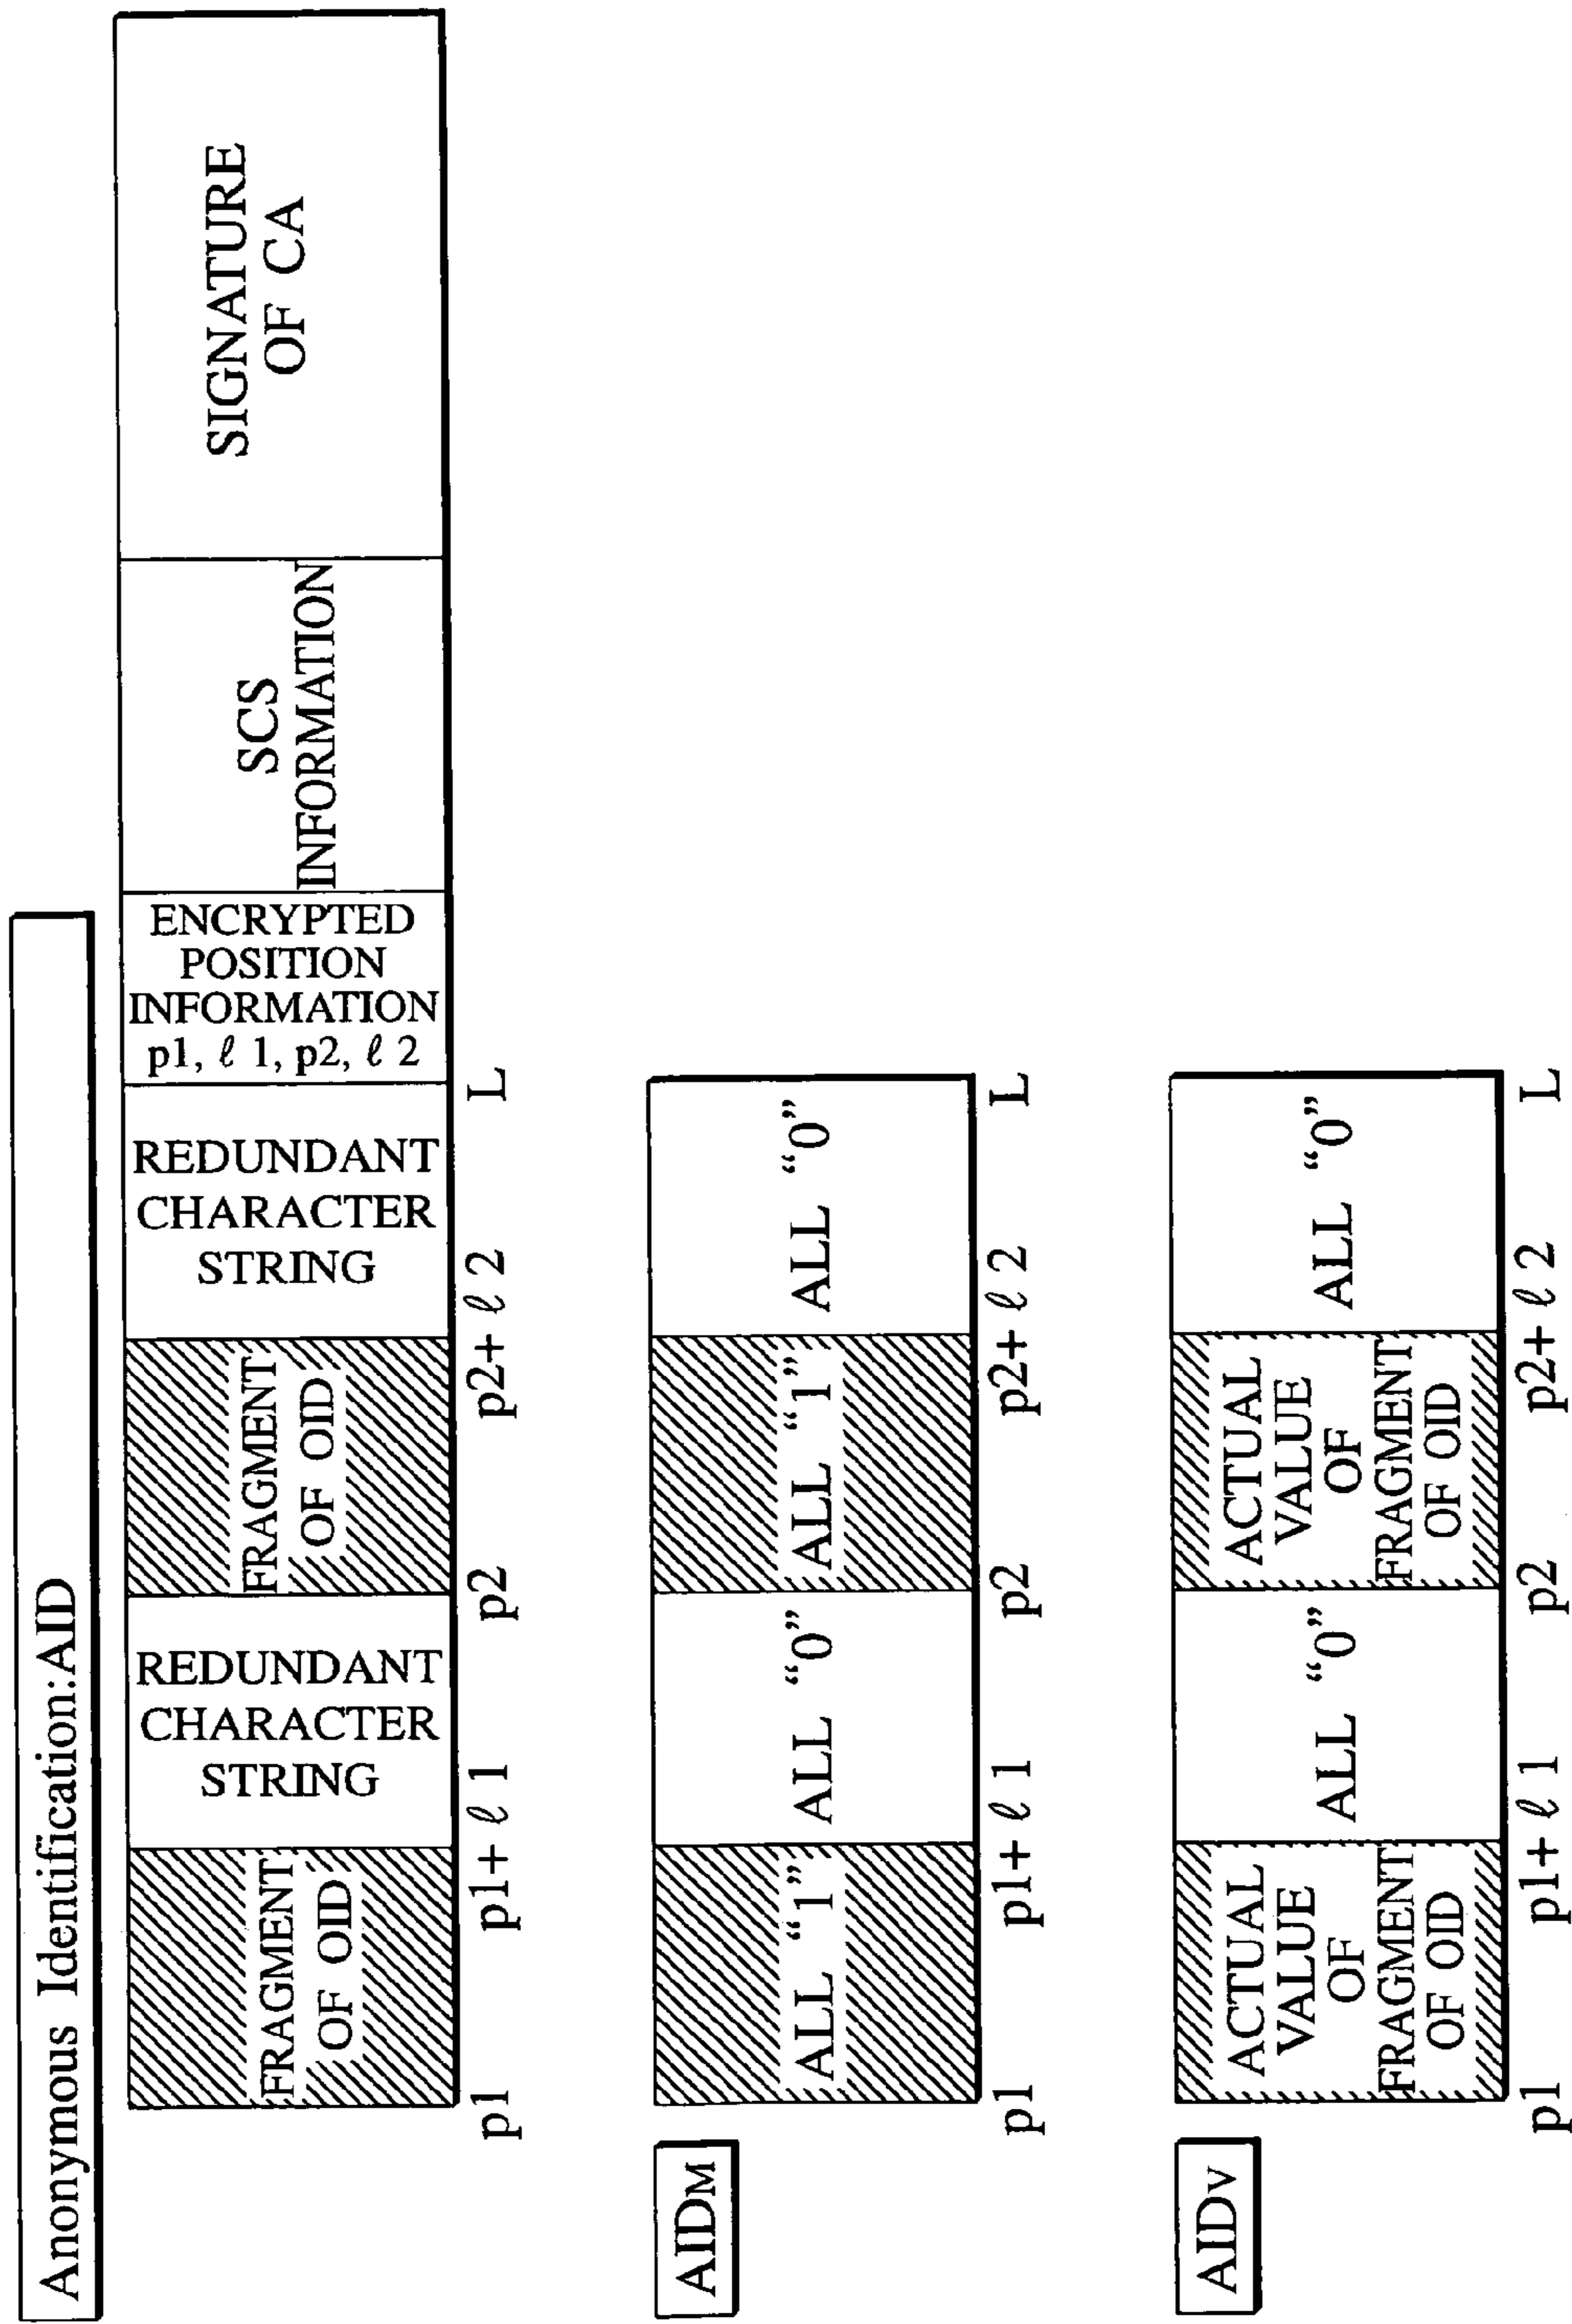 Anonymous Identification:AID
FRAGMENT
OF OID
REDUNDANT
CHARACTER
STRING
FRAGMENT
OF OID
REDUNDANT
CHARACTER
STRING
ENCRYPTED
POSITION
INFORMATION
p1, ℓ 1, p2, ℓ 2
SCS
INFORMATION
SIGNATURE
OF CA
p1
p1+ ℓ 1
p2
p2+ ℓ 2
L
AIDM
ALL “1”
ALL “0”
ALL “1”
ALL “0”
p1
p1+ ℓ 1
p2
p2+ ℓ 2
L
AIDV
ACTUAL
VALUE
OF
FRAGMENT
OF OID
ALL “0”
ACTUAL
VALUE
OF
FRAGMENT
OF OID
ALL “0”
p1
p1+ ℓ 1
p2
p2+ ℓ 2
L